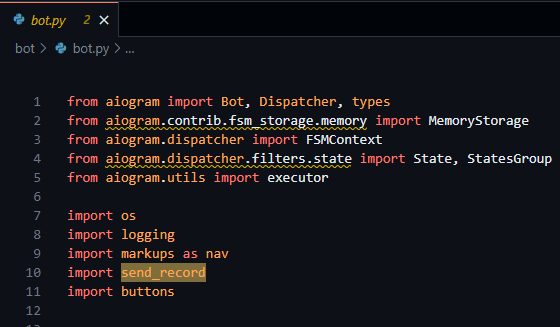 bot.py 2 ×
bot > bot.py > ...
1 from aiogram import Bot, Dispatcher, types
2 from aiogram.contrib.fsm_storage.memory import MemoryStorage
3 from aiogram.dispatcher import FSMContext
4 from aiogram.dispatcher.filters.state import State, StatesGroup
5 from aiogram.utils import executor
6
7 import os
8 import logging
9 import markups as nav
10 import send_record
11 import buttons
12